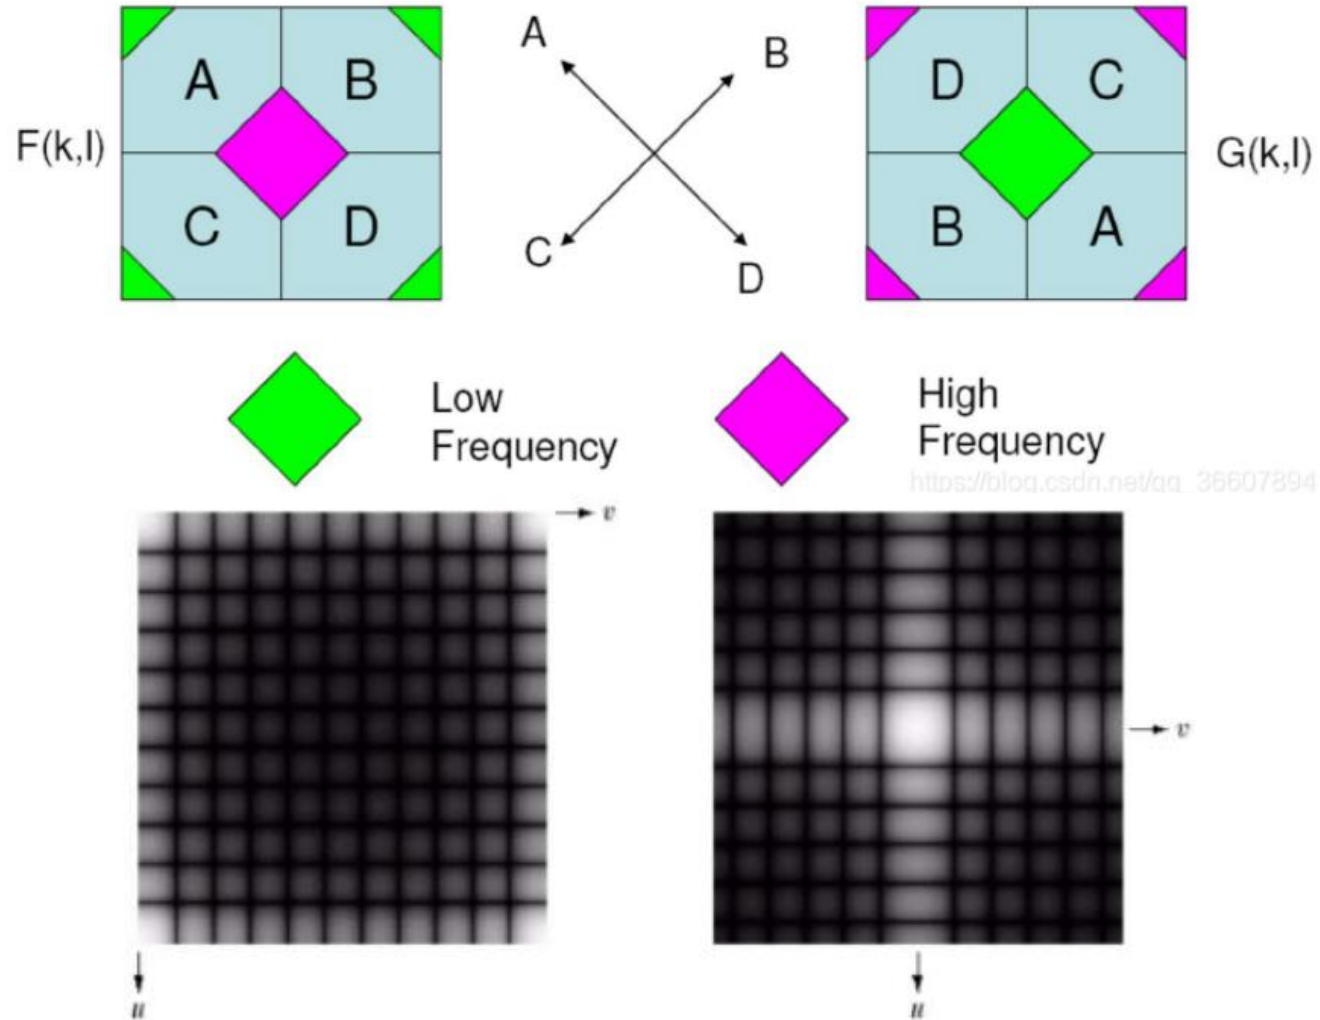 A B
C D
F(k,l)
A
B
C
D
D C
B A
G(k,l)
Low
Frequency
High
Frequency
https://blog.csdn.net/qq_36607894
v
u
v
u